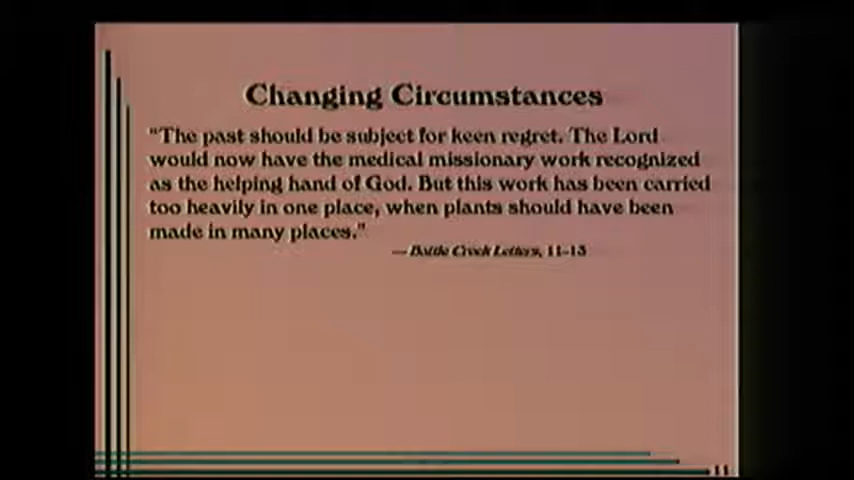 Changing Circumstances
"The past should be subject for keen regret. The Lord
would now have the medical missionary work recognized
as the helping hand of God. But this work has been carried
too heavily in one place, when plants should have been
made in many places."
— Battle Creek Letters, 11-13
11